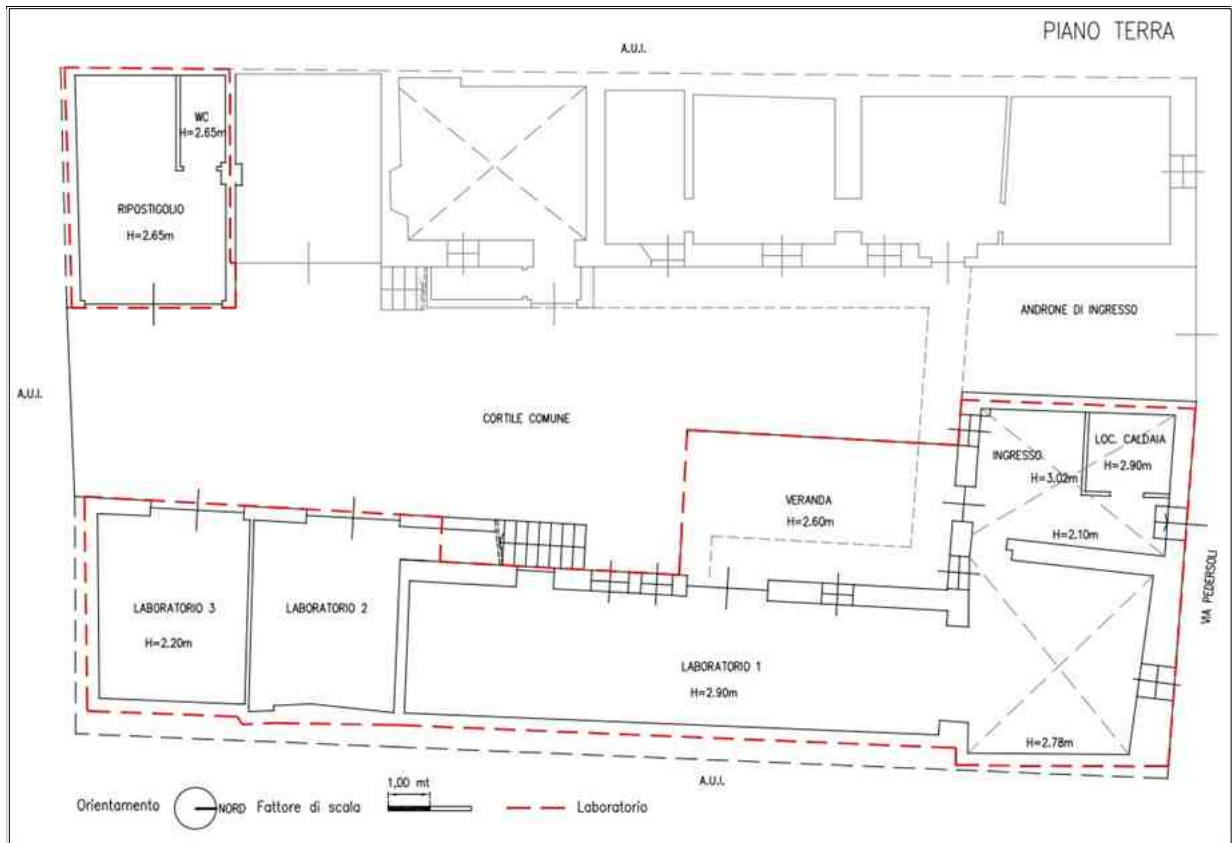 PIANO TERRA
A.U.I.
WC
H=2.65m
RIPOSTIGOLIO
H=2.65m
ANDRONE DI INGRESSO
A.U.I.
CORTILE COMUNE
INGRESSO
H=3.02m
LOC. CALDAIA
H=2.90m
VERANDA
H=2.60m
H=2.10m
VIA PEDERSOLI
LABORATORIO 3
H=2.20m
LABORATORIO 2
LABORATORIO 1
H=2.90m
H=2.78m
A.U.I.
Orientamento NORD Fattore di scala 1,00 mt Laboratorio